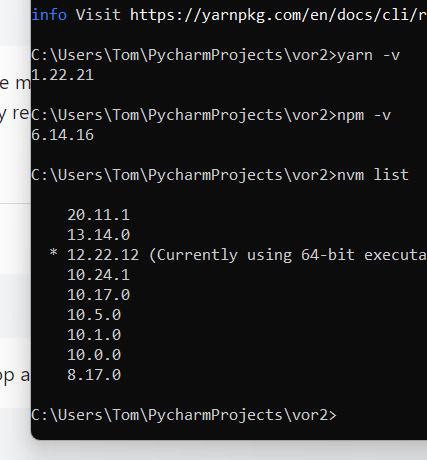 info Visit https://yarnpkg.com/en/docs/cli/r
C:\Users\Tom\PycharmProjects\vor2>yarn -v
1.22.21
C:\Users\Tom\PycharmProjects\vor2>npm -v
6.14.16
C:\Users\Tom\PycharmProjects\vor2>nvm list
20.11.1
13.14.0
* 12.22.12 (Currently using 64-bit executa
10.24.1
10.17.0
10.5.0
10.1.0
10.0.0
8.17.0
C:\Users\Tom\PycharmProjects\vor2>